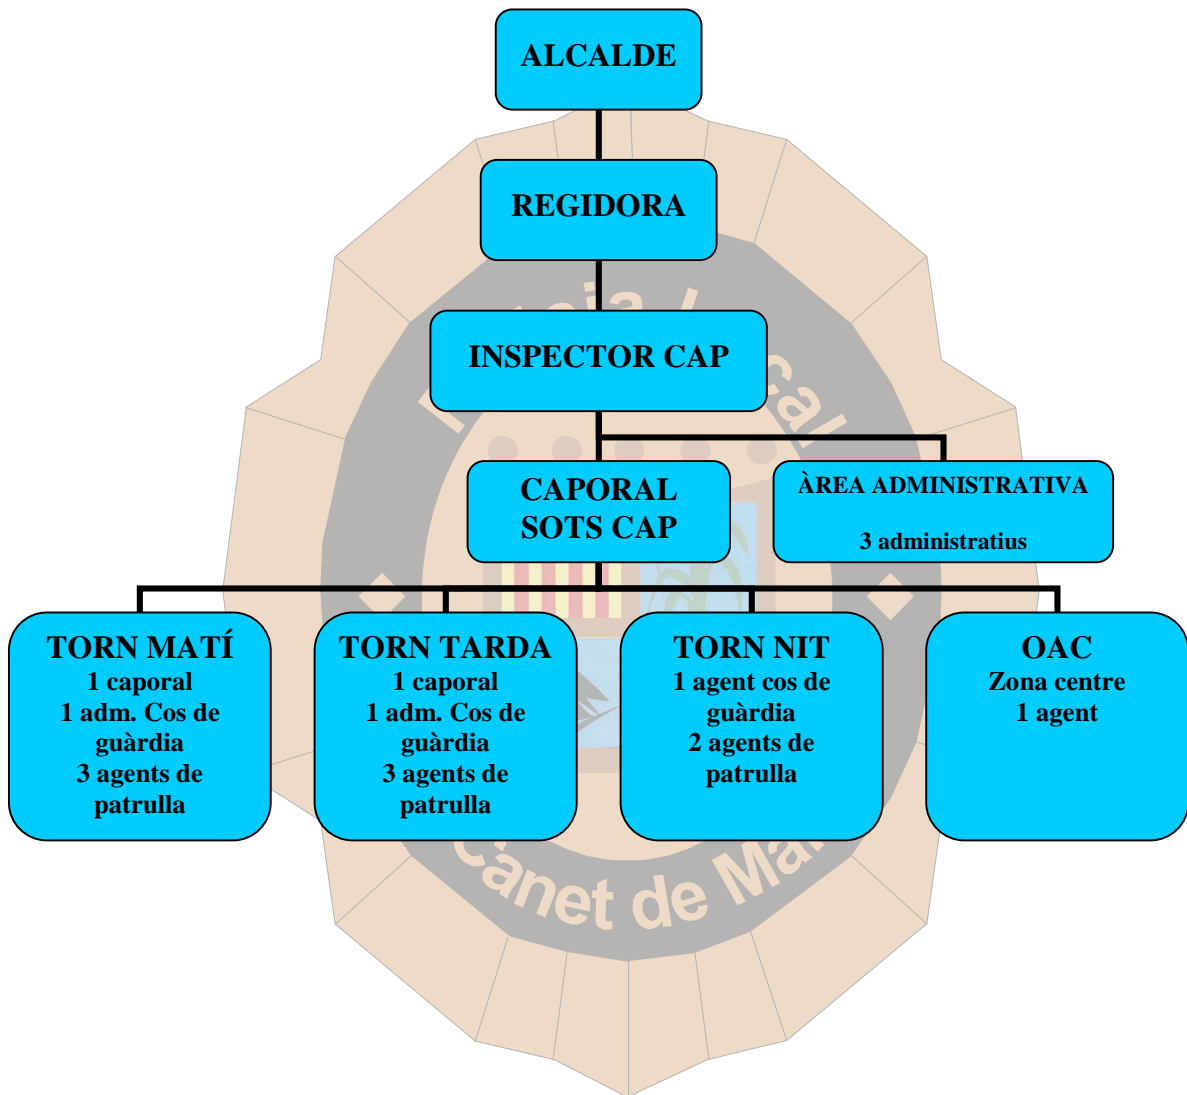 ALCALDE
REGIDORA
INSPECTOR CAP
CAPORAL
SOTS CAP
ÀREA ADMINISTRATIVA
3 administratius
TORN MATÍ
1 caporal
1 adm. Cos de
guàrdia
3 agents de
patrulla
TORN TARDA
1 caporal
1 adm. Cos de
guàrdia
3 agents de
patrulla
TORN NIT
1 agent cos de
guàrdia
2 agents de
patrulla
OAC
Zona centre
1 agent
Canet de